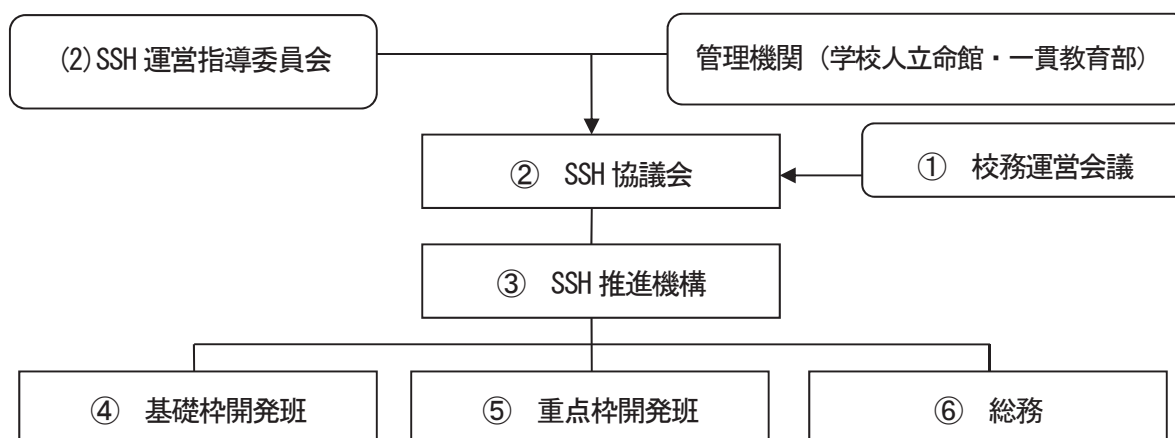 (2)SSH 運営指導委員会
管理機関（学校人立命館・一貫教育部）
① 校務運営会議
② SSH 協議会
③ SSH 推進機構
④ 基礎枠開発班
⑤ 重点枠開発班
⑥ 総務